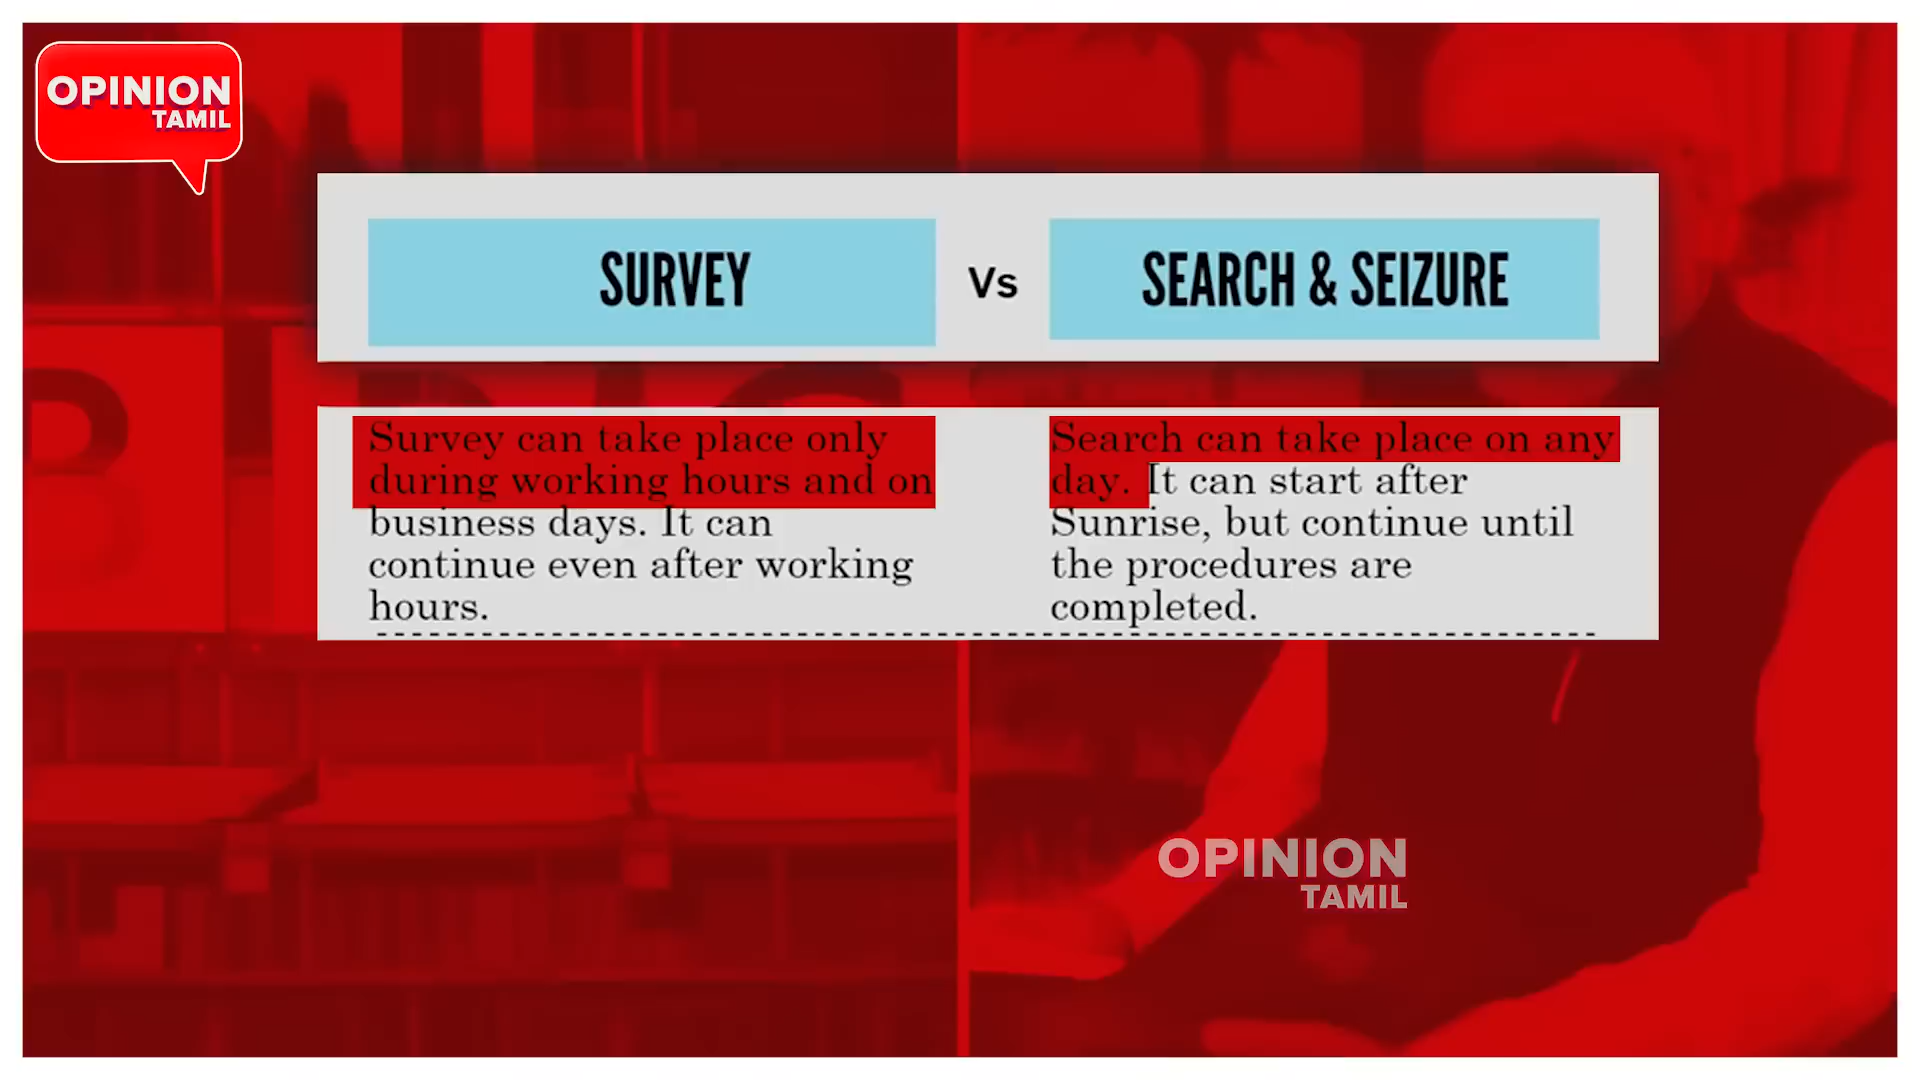 OPINION
TAMIL
SURVEY
Vs
SEARCH & SEIZURE
Survey can take place only
during working hours and on
business days. It can
continue even after working
hours.
Search can take place on any
day. It can start after
Sunrise, but continue until
the procedures are
completed.
OPINION
TAMIL